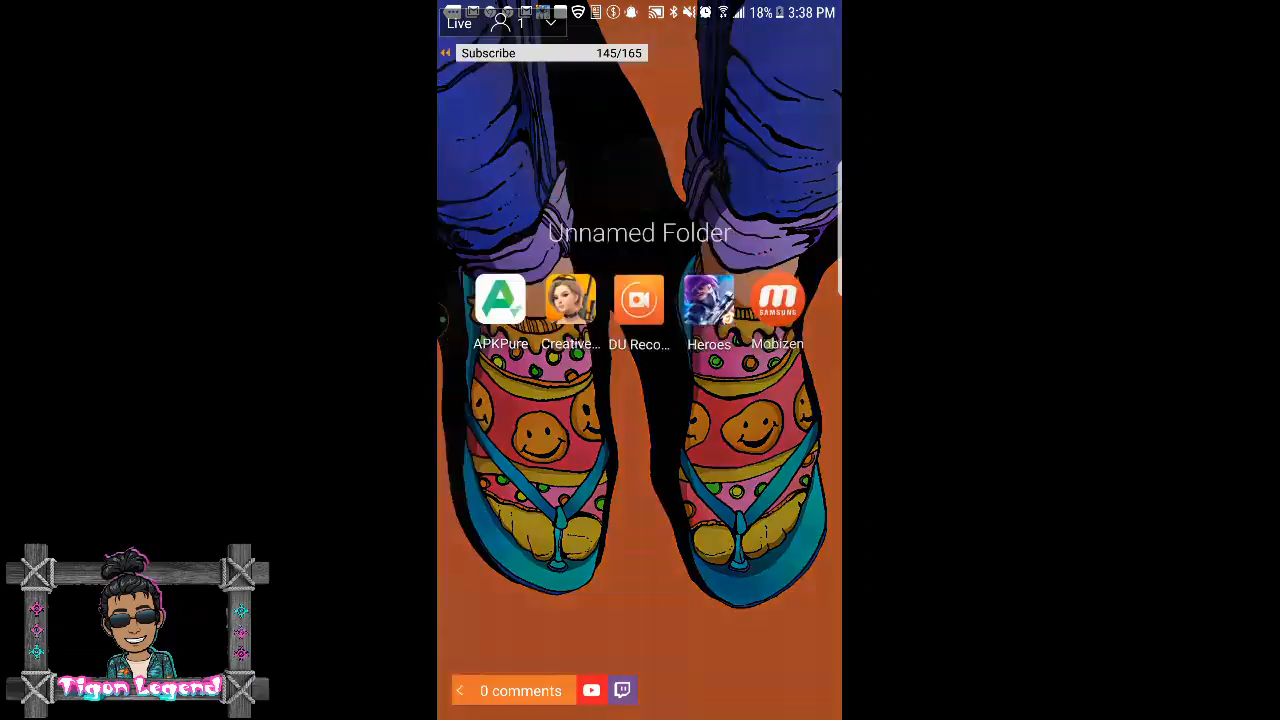 18% 3:38 PM
Live 1
Subscribe 145/165
Unnamed Folder
APKPure Creative... DU Reco... Heroes Mobizen
SAMSUNG
0 comments
Tigon Legend